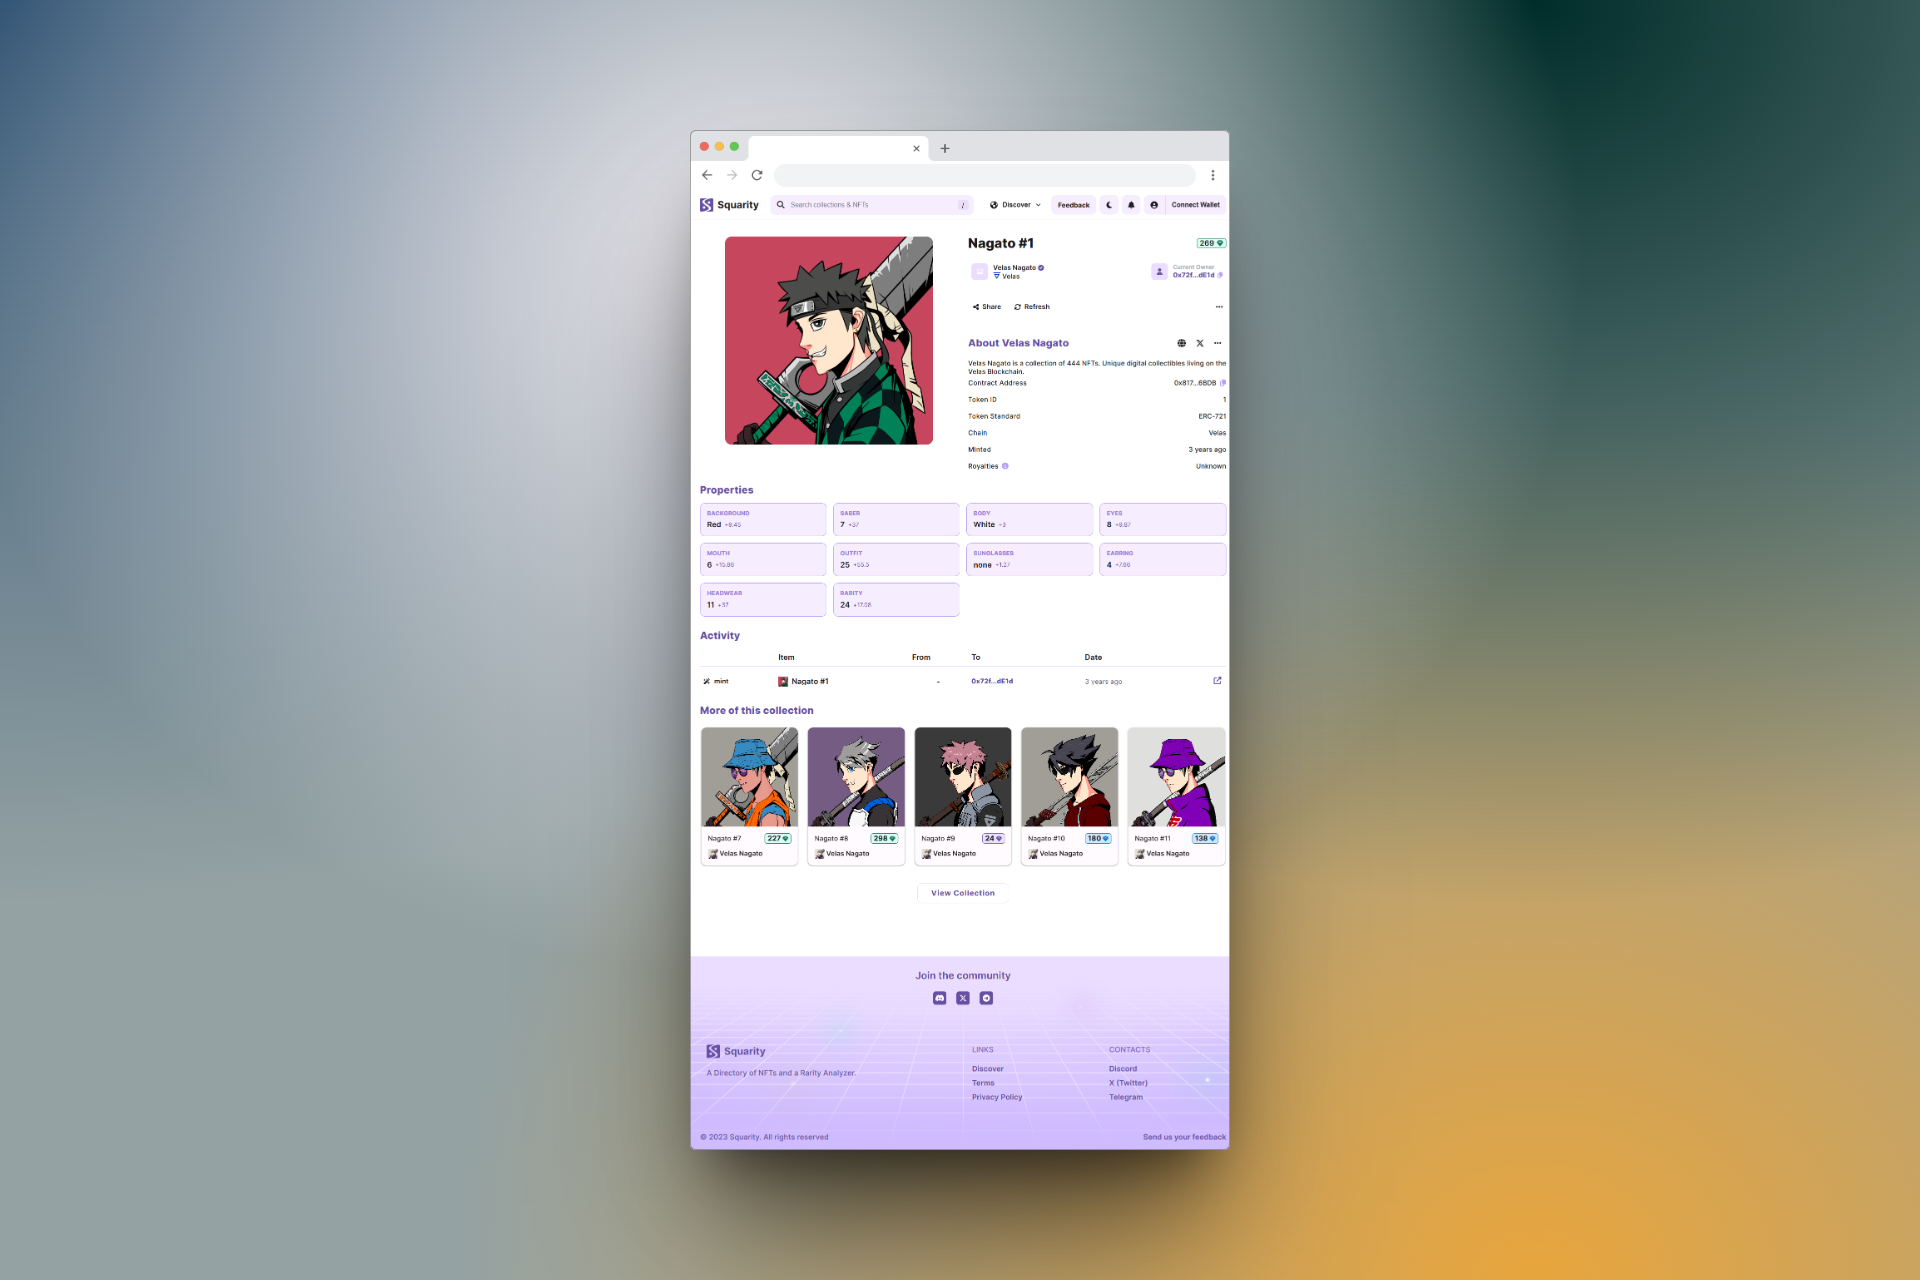 Squarity
Search collections & NFTs
/
Discover
Feedback
Connect Wallet
Nagato #1
269
Velas Nagato
Velas
Current Owner
0x72f...dE1d
Share
Refresh
About Velas Nagato
Velas Nagato is a collection of 444 NFTs. Unique digital collectibles living on the
Velas Blockchain.
Contract Address
0x817...6BDB
Token ID
1
Token Standard
ERC-721
Chain
Velas
Minted
3 years ago
Royalties
Unknown
Properties
BACKGROUND
Red +9.45
SABER
7 +37
BODY
White +3
EYES
8
MOUTH
6
OUTFIT
25 +55.5
SUNGLASSES
none +1.27
EARRING
4
HEADWEAR
11 +37
RARITY
24
Activity
Item From To Date
mint Nagato #1 - 0x72f...dE1d 3 years ago
More of this collection
Nagato #7 227
Velas Nagato
Nagato #8 298
Velas Nagato
Nagato #9 24
Velas Nagato
Nagato #10 180
Velas Nagato
Nagato #11 138
Velas Nagato
View Collection
Join the community
Squarity
A Directory of NFTs and a Rarity Analyzer.
LINKS
Discover
Terms
Privacy Policy
CONTACTS
Discord
X (Twitter)
Telegram
© 2023 Squarity. All rights reserved
Send us your feedback